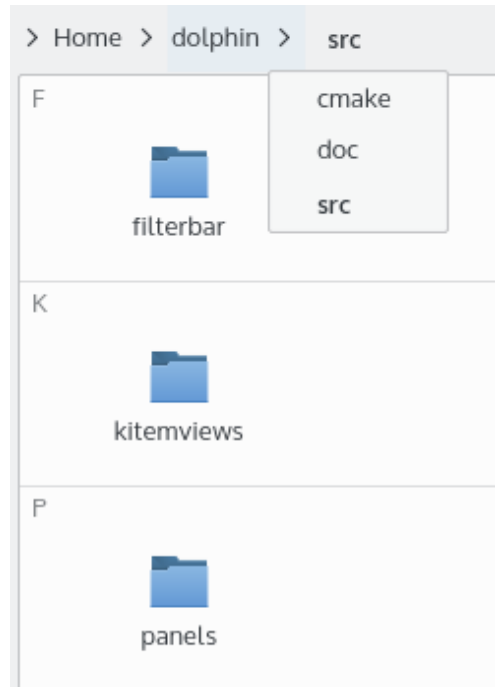 > Home > dolphin > src
F
cmake
doc
src
filterbar
K
kitemviews
P
panels